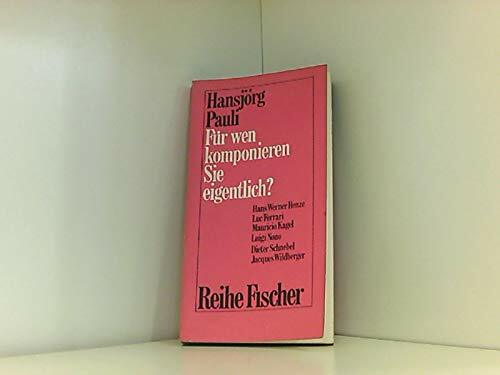 Hansjörg
Pauli
Für wen
komponieren
Sie
eigentlich?
Hans Werner Henze
Luc Ferrari
Mauricio Kagel
Luigi Nono
Dieter Schnebel
Jacques Wildberger
Reihe Fischer